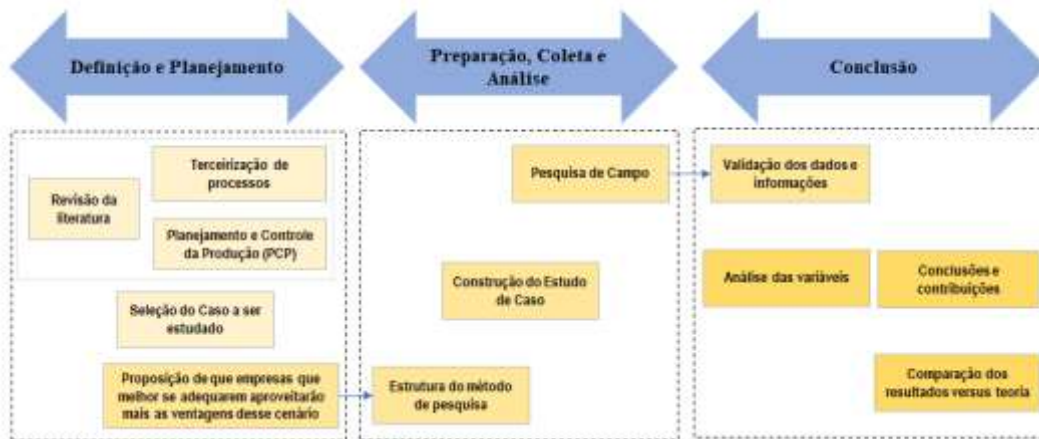 Definição e Planejamento
Preparação, Coleta e
Análise
Conclusão
Revisão da
literatura
Terceirização de
processos
Planejamento e Controle
da Produção (PCP)
Seleção do Caso a ser
estudado
Proposição de que empresas que
melhor se adequarem aproveitarão
mais as ventagens desse cenário
Pesquisa de Campo
Construção do Estudo
de Caso
Estrutura do método
de pesquisa
Validação dos dados e
informações
Análise das variáveis
Conclusões e
contribuições
Comparação dos
resultados versus teoria